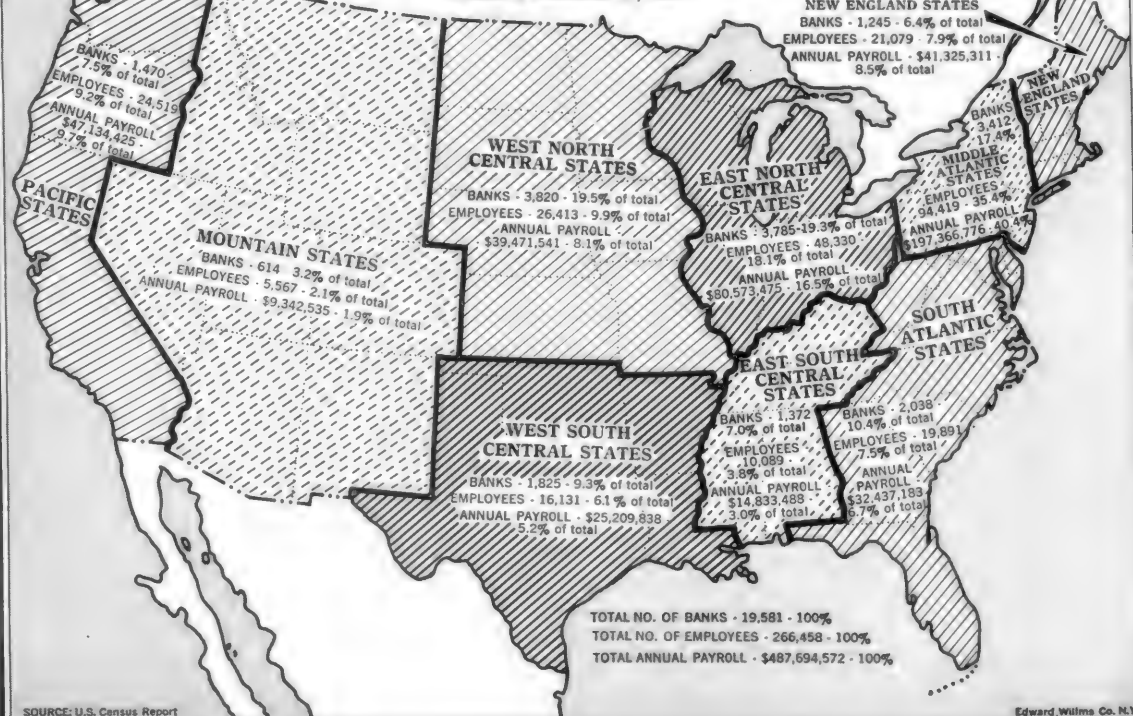 NEW ENGLAND STATES
BANKS - 1,245 - 6.4% of total
EMPLOYEES - 21,079 - 7.9% of total
ANNUAL PAYROLL - $41,325,311 -
8.5% of total
BANKS - 1,470 -
7.5% of total
EMPLOYEES - 24,519
9.2% of total
ANNUAL PAYROLL
$47,134,425
9.7% of total
PACIFIC
STATES
MOUNTAIN STATES
BANKS - 614 - 3.2% of total
EMPLOYEES - 5,567 - 2.1% of total
ANNUAL PAYROLL - $9,342,535 - 1.9% of total
WEST NORTH
CENTRAL STATES
BANKS - 3,820 - 19.5% of total
EMPLOYEES - 26,413 - 9.9% of total
ANNUAL PAYROLL
$39,471,541 - 8.1% of total
EAST NORTH
CENTRAL
STATES
BANKS - 3,785-19.3% of total
EMPLOYEES - 48,330
18.1% of total
ANNUAL PAYROLL
$80,573,475 - 16.5% of total
NEW
ENGLAND
STATES
BANKS
3,412
17.4%
MIDDLE
ATLANTIC
STATES
EMPLOYEES
94,419 - 35.4%
ANNUAL PAYROLL
$197,366,776 - 40.4%
SOUTH
ATLANTIC
STATES
BANKS - 2,038
10.4% of total
EMPLOYEES - 19,891
7.5% of total
ANNUAL
PAYROLL
$32,437,183
6.7% of total
EAST SOUTH
CENTRAL
STATES
BANKS - 1,372
7.0% of total
EMPLOYEES
10,089 -
3.8% of total
ANNUAL PAYROLL
$14,833,488 -
3.0% of total
WEST SOUTH
CENTRAL STATES
BANKS - 1,825 - 9.3% of total
EMPLOYEES - 16,131 - 6.1% of total
ANNUAL PAYROLL - $25,209,838 -
5.2% of total
TOTAL NO. OF BANKS - 19,581 - 100%
TOTAL NO. OF EMPLOYEES - 266,458 - 100%
TOTAL ANNUAL PAYROLL - $487,694,572 - 100%
SOURCE: U.S. Census Report
Edward Willms Co. N.Y.